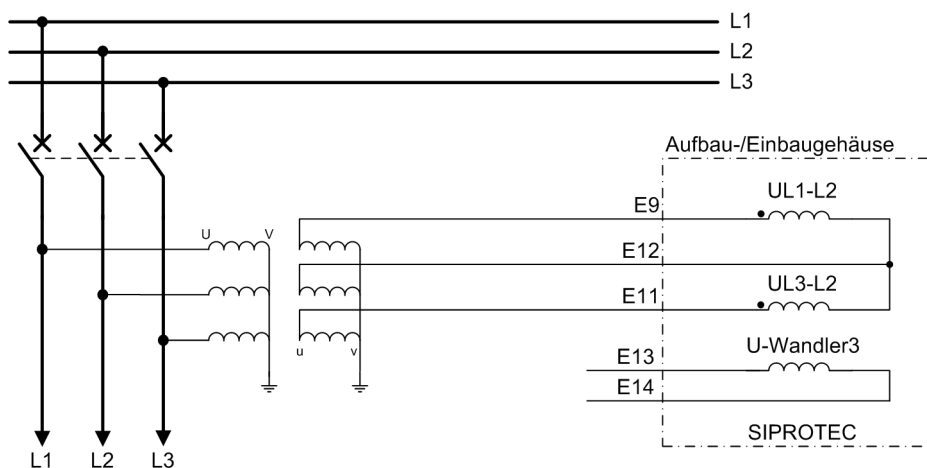 L1
L2
L3
Aufbau-/Einbaugehäuse
UL1-L2
E9
U V
E12
UL3-L2
E11
u v
U-Wandler3
E13
E14
SIPROTEC
L1 L2 L3